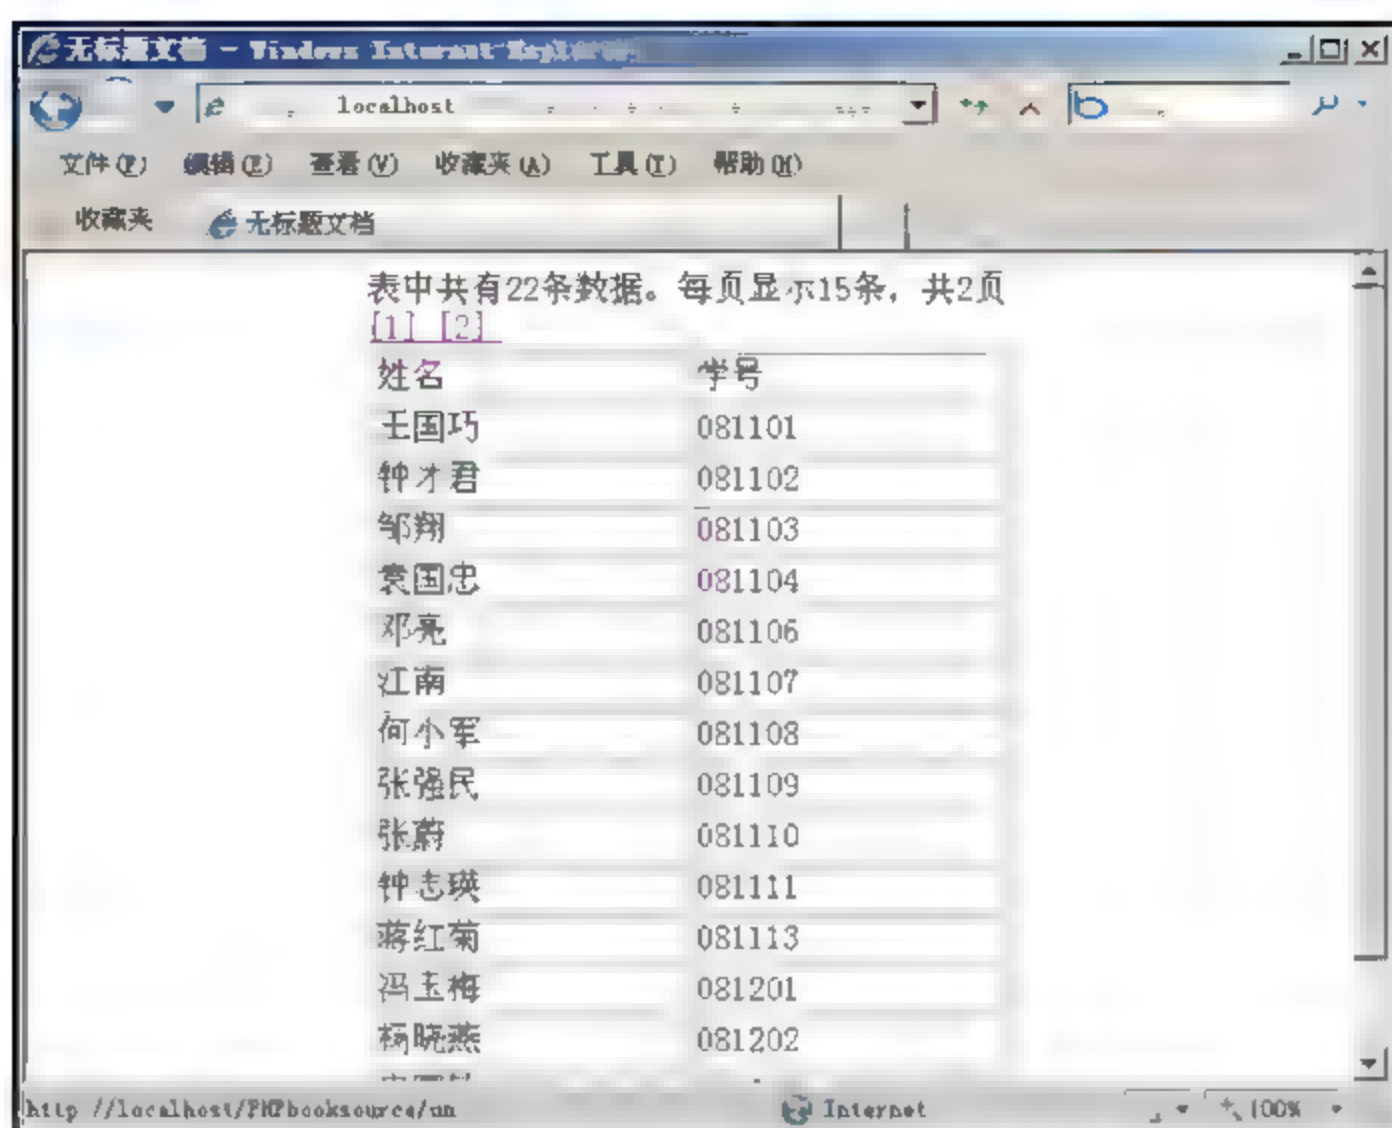 无标题文档 - Windows Internet Explorer
localhost
文件(F) 编辑(E) 查看(V) 收藏夹(A) 工具(T) 帮助(H)
收藏夹 无标题文档
表中共有22条数据。每页显示15条，共2页
[1] [2]
姓名 学号
王国巧 081101
钟才君 081102
邹翔 081103
袁国忠 081104
邓亮 081106
江南 081107
何小军 081108
张强民 081109
张蔚 081110
钟志瑛 081111
蒋红菊 081113
冯玉梅 081201
杨晓燕 081202
http //localhost/PHPbooksource/un Internet 100%